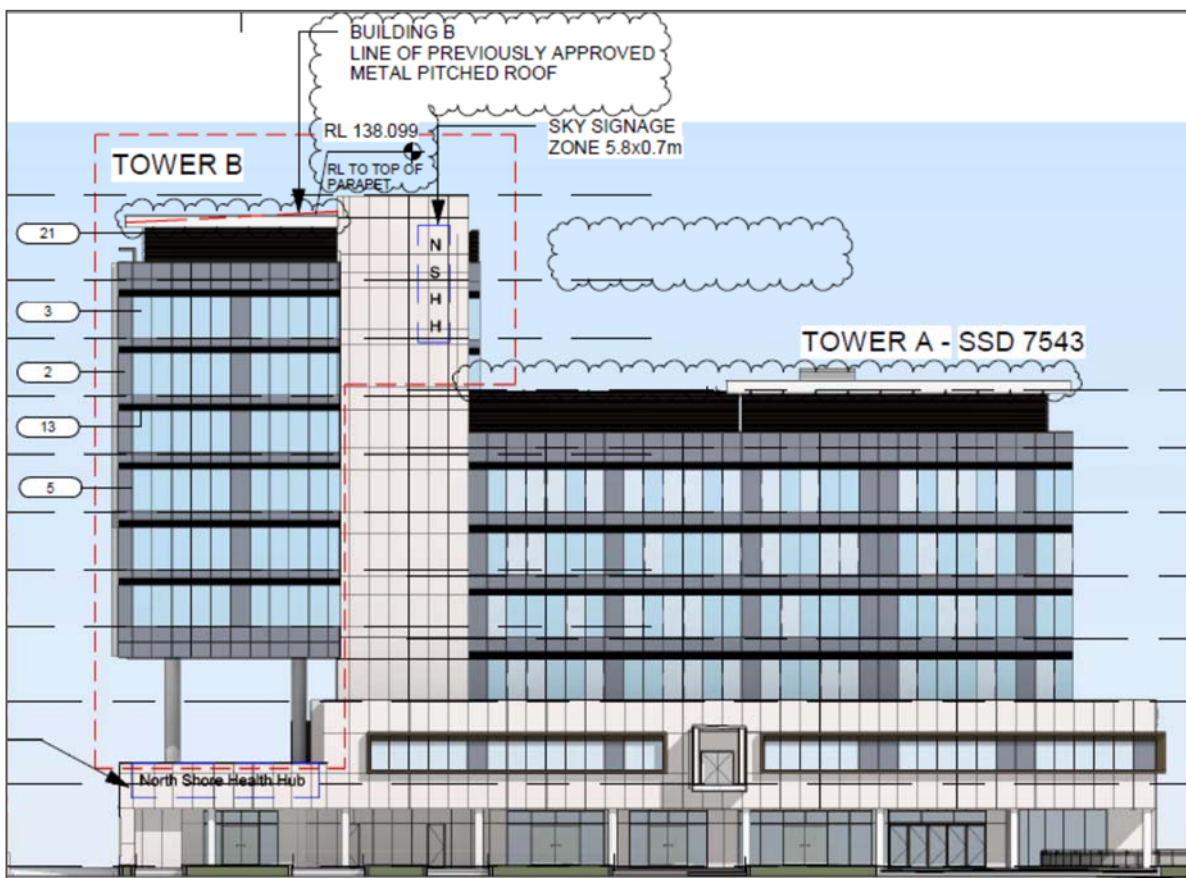 BUILDING B
LINE OF PREVIOUSLY APPROVED
METAL PITCHED ROOF
RL 138.099
SKY SIGNAGE
ZONE 5.8x0.7m
TOWER B
RL TO TOP OF
PARAPET
21
N
S
H
H
3
TOWER A - SSD 7543
2
13
5
North Shore Health Hub